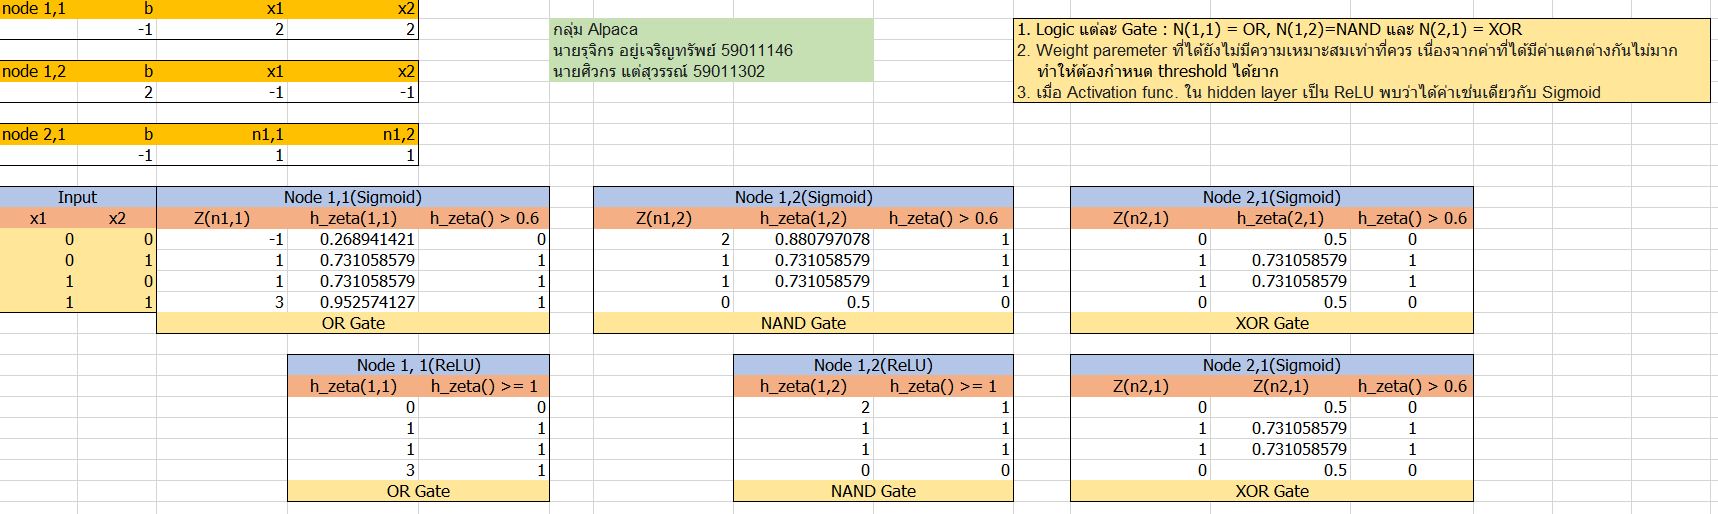 node 1,1 b x1 x2
-1 2 2
node 1,2 b x1 x2
2 -1 -1
node 2,1 b n1,1 n1,2
-1 1 1
กลุ่ม Alpaca
นายรุจิกร อยู่เจริญทรัพย์ 59011146
นายศิวกร แต่สุวรรณ์ 59011302
1. Logic แต่ละ Gate : N(1,1) = OR, N(1,2)=NAND และ N(2,1) = XOR
2. Weight paremeter ที่ได้ยังไม่มีความเหมาะสมเท่าที่ควร เนื่องจากค่าที่ได้มีค่าแตกต่างกันไม่มาก
ทำให้ต้องกำหนด threshold ได้ยาก
3. เมื่อ Activation func. ใน hidden layer เป็น ReLU พบว่าได้ค่าเช่นเดียวกับ Sigmoid
Input Node 1,1(Sigmoid) Node 1,2(Sigmoid) Node 2,1(Sigmoid)
x1 x2 Z(n1,1) h_zeta(1,1) h_zeta() > 0.6 Z(n1,2) h_zeta(1,2) h_zeta() > 0.6 Z(n2,1) h_zeta(2,1) h_zeta() > 0.6
0 0 -1 0.268941421 0 2 0.880797078 1 0 0.5 0
0 1 1 0.731058579 1 1 0.731058579 1 1 0.731058579 1
1 0 1 0.731058579 1 1 0.731058579 1 1 0.731058579 1
1 1 3 0.952574127 1 0 0.5 0 0 0.5 0
OR Gate NAND Gate XOR Gate
Node 1, 1(ReLU) Node 1,2(ReLU) Node 2,1(Sigmoid)
h_zeta(1,1) h_zeta() >= 1 h_zeta(1,2) h_zeta() >= 1 Z(n2,1) Z(n2,1) h_zeta() > 0.6
0 0 2 1 0 0.5 0
1 1 1 1 1 0.731058579 1
1 1 1 1 1 0.731058579 1
3 1 0 0 0 0.5 0
OR Gate NAND Gate XOR Gate